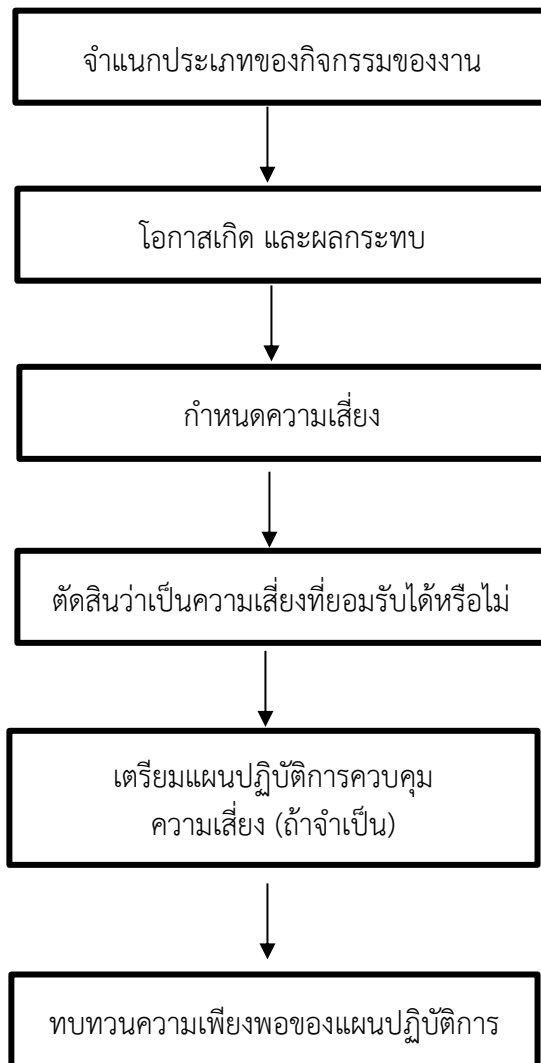 จำแนกประเภทของกิจกรรมของงาน
โอกาสเกิด และผลกระทบ
กำหนดความเสี่ยง
ตัดสินว่าเป็นความเสี่ยงที่ยอมรับได้หรือไม่
เตรียมแผนปฏิบัติการควบคุม
ความเสี่ยง (ถ้าจำเป็น)
ทบทวนความเพียงพอของแผนปฏิบัติการ